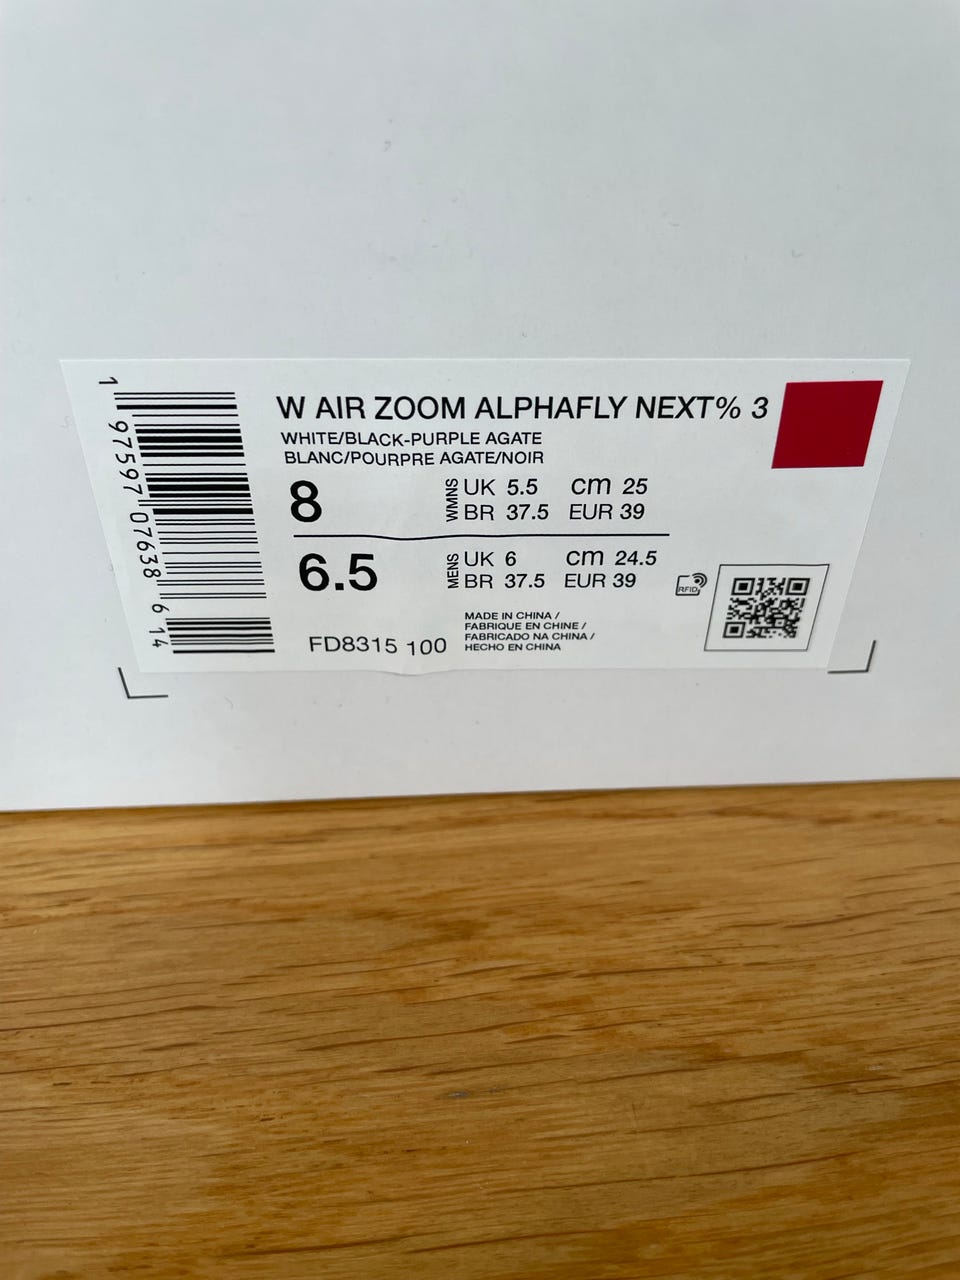 W AIR ZOOM ALPHAFLY NEXT% 3
WHITE/BLACK-PURPLE AGATE
BLANC/POURPRE AGATE/NOIR
8
WMNS
UK 5.5 cm 25
BR 37.5 EUR 39
6.5
MENS
UK 6 cm 24.5
BR 37.5 EUR 39
RFID
FD8315 100
MADE IN CHINA /
FABRIQUE EN CHINE /
FABRICADO NA CHINA /
HECHO EN CHINA
1 97597 07638 6 14